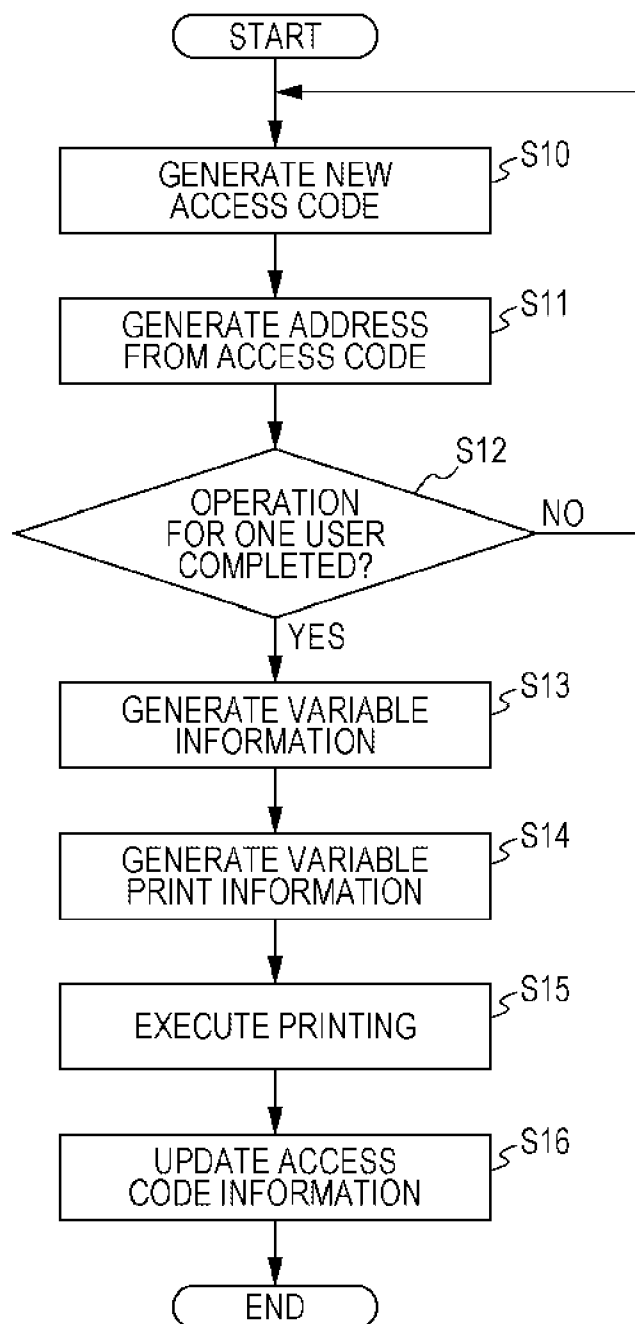 START
S10
GENERATE NEW
ACCESS CODE
S11
GENERATE ADDRESS
FROM ACCESS CODE
S12
OPERATION
FOR ONE USER
COMPLETED?
NO
YES
S13
GENERATE VARIABLE
INFORMATION
S14
GENERATE VARIABLE
PRINT INFORMATION
S15
EXECUTE PRINTING
S16
UPDATE ACCESS
CODE INFORMATION
END